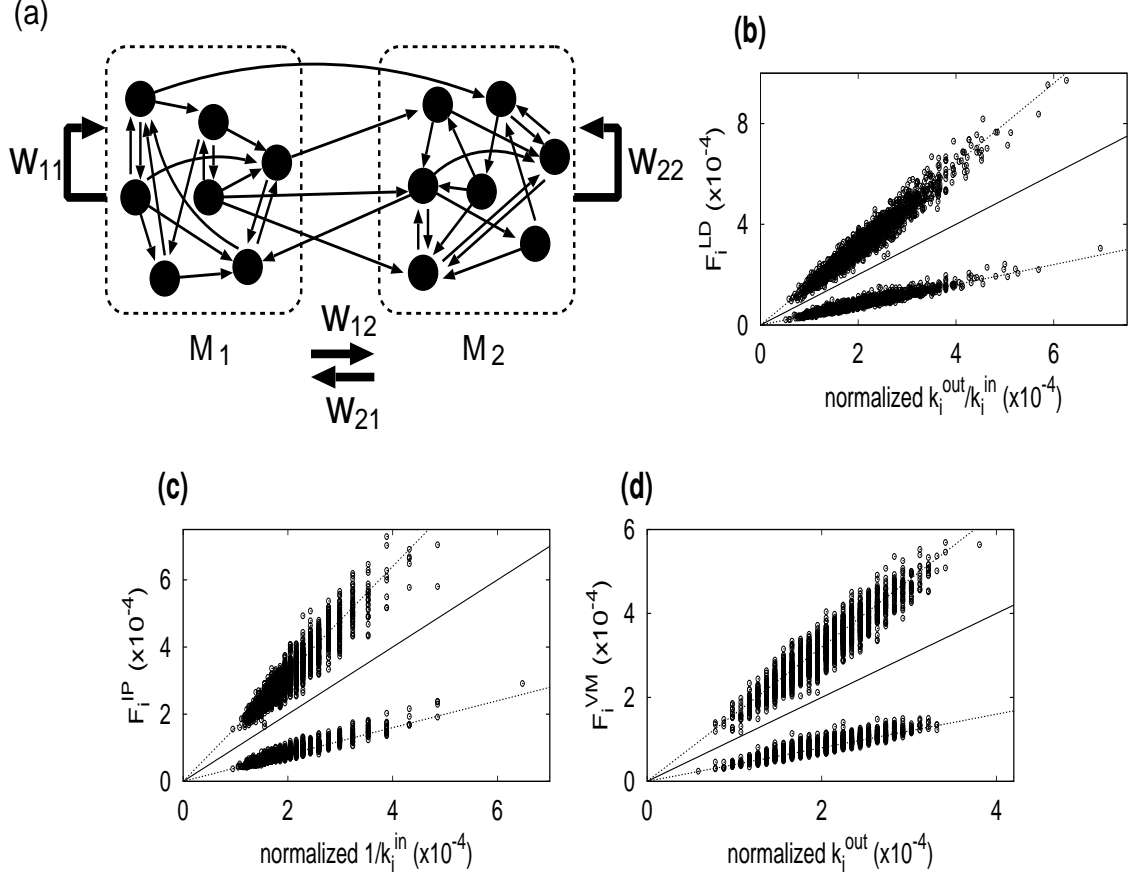 (a)
W11
W22
M1
M2
W12
W21
(b)
F_i^LD (x10^-4)
8
4
0
0 2 4 6
normalized k_i^out/k_i^in (x10^-4)
(c)
F_i^IP (x10^-4)
6
4
2
0
0 2 4 6
normalized 1/k_i^in (x10^-4)
(d)
F_i^VM (x10^-4)
6
4
2
0
0 2 4
normalized k_i^out (x10^-4)